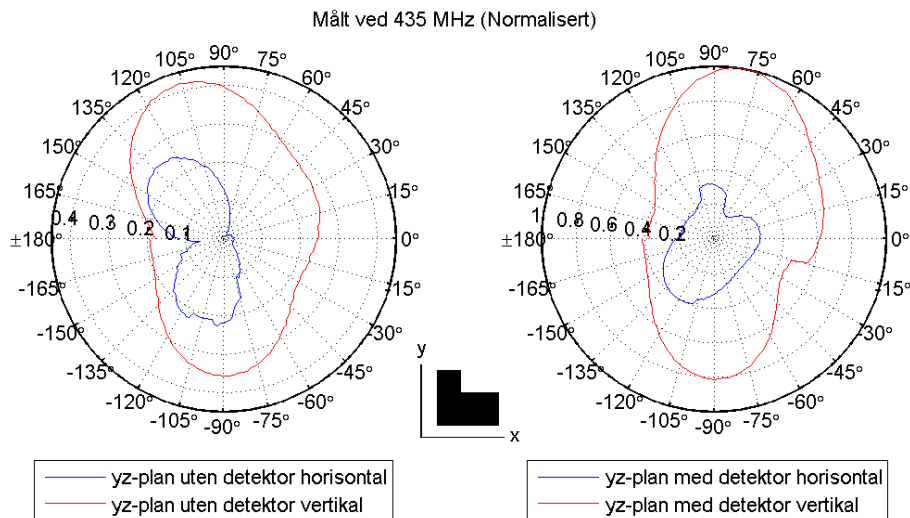 Målt ved 435 MHz (Normalisert)
90°
105° 75°
120° 60°
135° 45°
150° 30°
165° 15°
0.4 0.3 0.2 0.1
±180° 0°
-165° -15°
-150° -30°
-135° -45°
-120° -60°
-105° -75°
-90°
90°
105° 75°
120° 60°
135° 45°
150° 30°
165° 15°
1 0.8 0.6 0.4 0.2
±180° 0°
-165° -15°
-150° -30°
-135° -45°
-120° -60°
-105° -75°
-90°
y
x
yz-plan uten detektor horisontal
yz-plan uten detektor vertikal
yz-plan med detektor horisontal
yz-plan med detektor vertikal